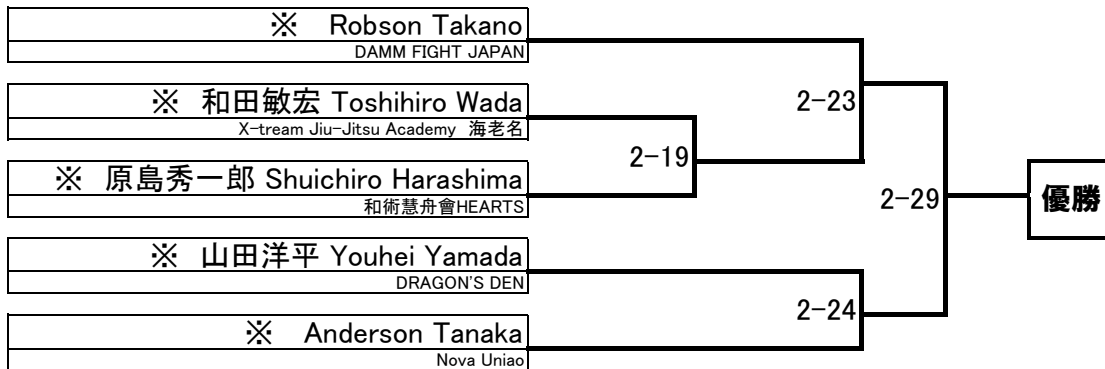 ※ Robson Takano
DAMM FIGHT JAPAN
※ 和田敏宏 Toshihiro Wada
X-tream Jiu-Jitsu Academy 海老名
※ 原島秀一郎 Shuichiro Harashima
和術慧舟會HEARTS
※ 山田洋平 Youhei Yamada
DRAGON'S DEN
※ Anderson Tanaka
Nova Uniao
2-19
2-23
2-24
2-29
優勝